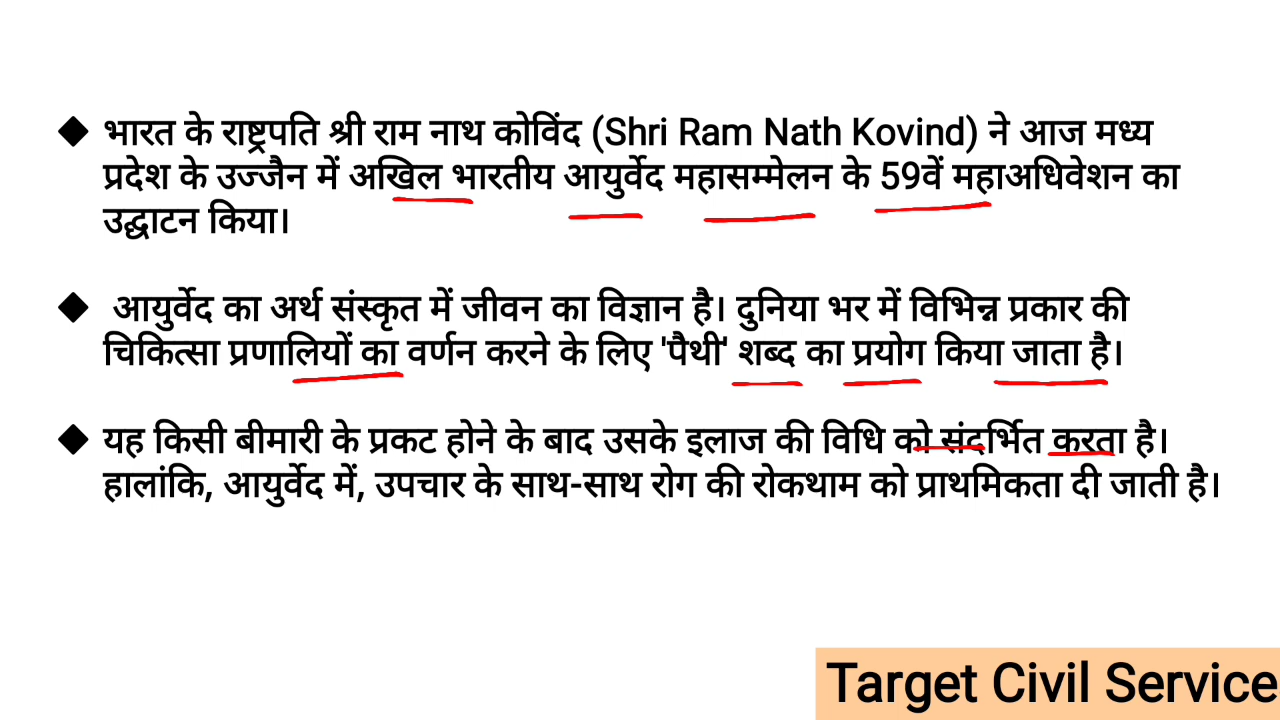 ◆ भारत के राष्ट्रपति श्री राम नाथ कोविंद (Shri Ram Nath Kovind) ने आज मध्य
प्रदेश के उज्जैन में अखिल भारतीय आयुर्वेद महासम्मेलन के 59वें महाअधिवेशन का
उद्घाटन किया।
◆ आयुर्वेद का अर्थ संस्कृत में जीवन का विज्ञान है। दुनिया भर में विभिन्न प्रकार की
चिकित्सा प्रणालियों का वर्णन करने के लिए 'पैथी' शब्द का प्रयोग किया जाता है।
◆ यह किसी बीमारी के प्रकट होने के बाद उसके इलाज की विधि को संदर्भित करता है।
हालांकि, आयुर्वेद में, उपचार के साथ-साथ रोग की रोकथाम को प्राथमिकता दी जाती है।
Target Civil Service